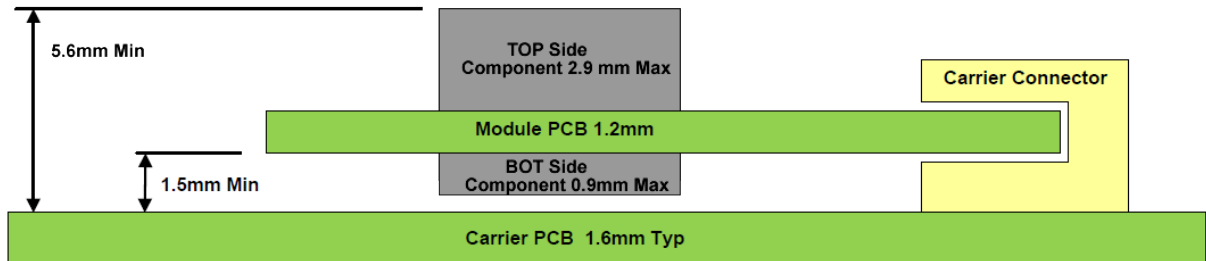 5.6mm Min
TOP Side
Component 2.9 mm Max
Carrier Connector
Module PCB 1.2mm
BOT Side
Component 0.9mm Max
1.5mm Min
Carrier PCB  1.6mm Typ